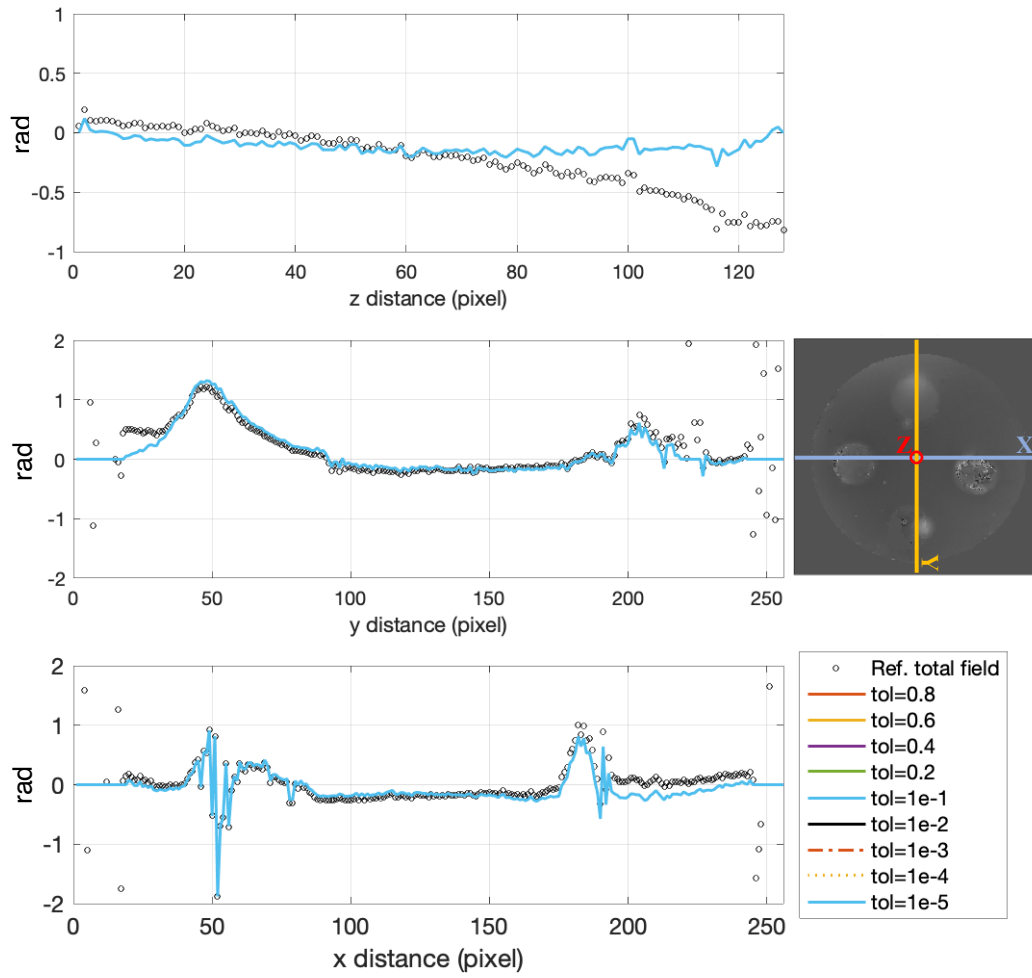 1
0.5
0
-0.5
-1
rad
0 20 40 60 80 100 120
z distance (pixel)
2
1
0
-1
-2
rad
0 50 100 150 200 250
y distance (pixel)
Z
X
Y
2
1
0
-1
-2
rad
0 50 100 150 200 250
x distance (pixel)
Ref. total field
tol=0.8
tol=0.6
tol=0.4
tol=0.2
tol=1e-1
tol=1e-2
tol=1e-3
tol=1e-4
tol=1e-5